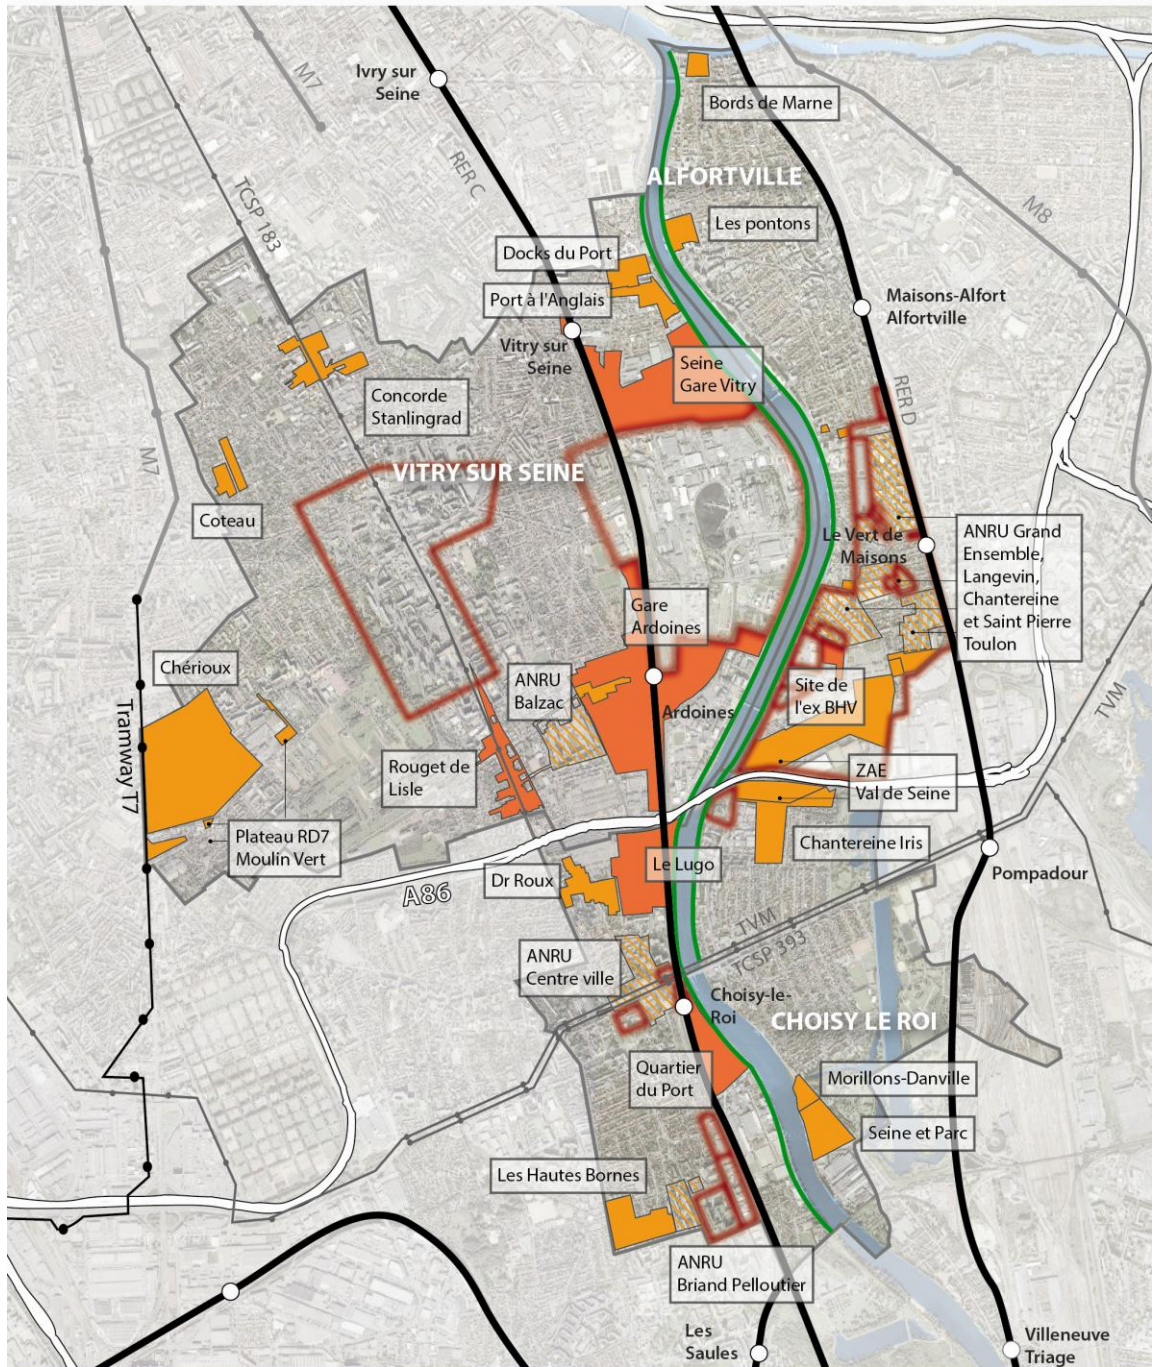 Ivry sur
Seine
M7
RER C
TCSP 183
Bords de Marne
ALFORTVILLE
M8
Les pontons
Docks du Port
Port à l'Anglais
Vitry sur
Seine
Maisons-Alfort
Alfortville
Seine
Gare Vitry
RER D
Concorde
Stanlingrad
M7
VITRY SUR SEINE
Coteau
Le Vert de
Maisons
ANRU Grand
Ensemble,
Langevin,
Chantereine
et Saint Pierre
Toulon
Gare
Ardoines
Chérioux
ANRU
Balzac
Ardoines
Site de
l'ex BHV
TVM
Tramway T7
Rouget de
Lisle
ZAE
Val de Seine
Plateau RD7
Moulin Vert
Chantereine Iris
Le Lugo
Pompadour
Dr Roux
A86
TVM
TCSP 393
ANRU
Centre ville
Choisy-le-
Roi
CHOISY LE ROI
Quartier
du Port
Morillons-Danville
Seine et Parc
Les Hautes Bornes
ANRU
Briand Pelloutier
Les
Saules
Villeneuve
Triage